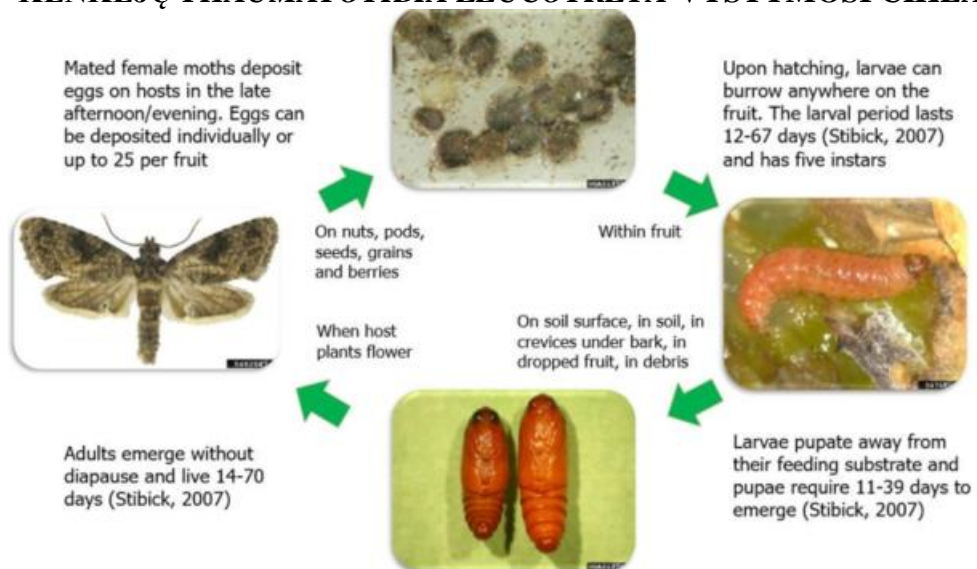 KENKĖJŲ THAUMATOTIBIA LEUCOTRETA VYSTYMOSI
Mated female moths deposit
eggs on hosts in the late
afternoon/evening. Eggs can
be deposited individually or
up to 25 per fruit
Upon hatching, larvae can
burrow anywhere on the
fruit. The larval period lasts
12-67 days (Stibick, 2007)
and has five instars
On nuts, pods,
seeds, grains
and berries
Within fruit
When host
plants flower
On soil surface, in soil, in
crevices under bark, in
dropped fruit, in debris
Adults emerge without
diapause and live 14-70
days (Stibick, 2007)
Larvae pupate away from
their feeding substrate and
pupae require 11-39 days to
emerge (Stibick, 2007)